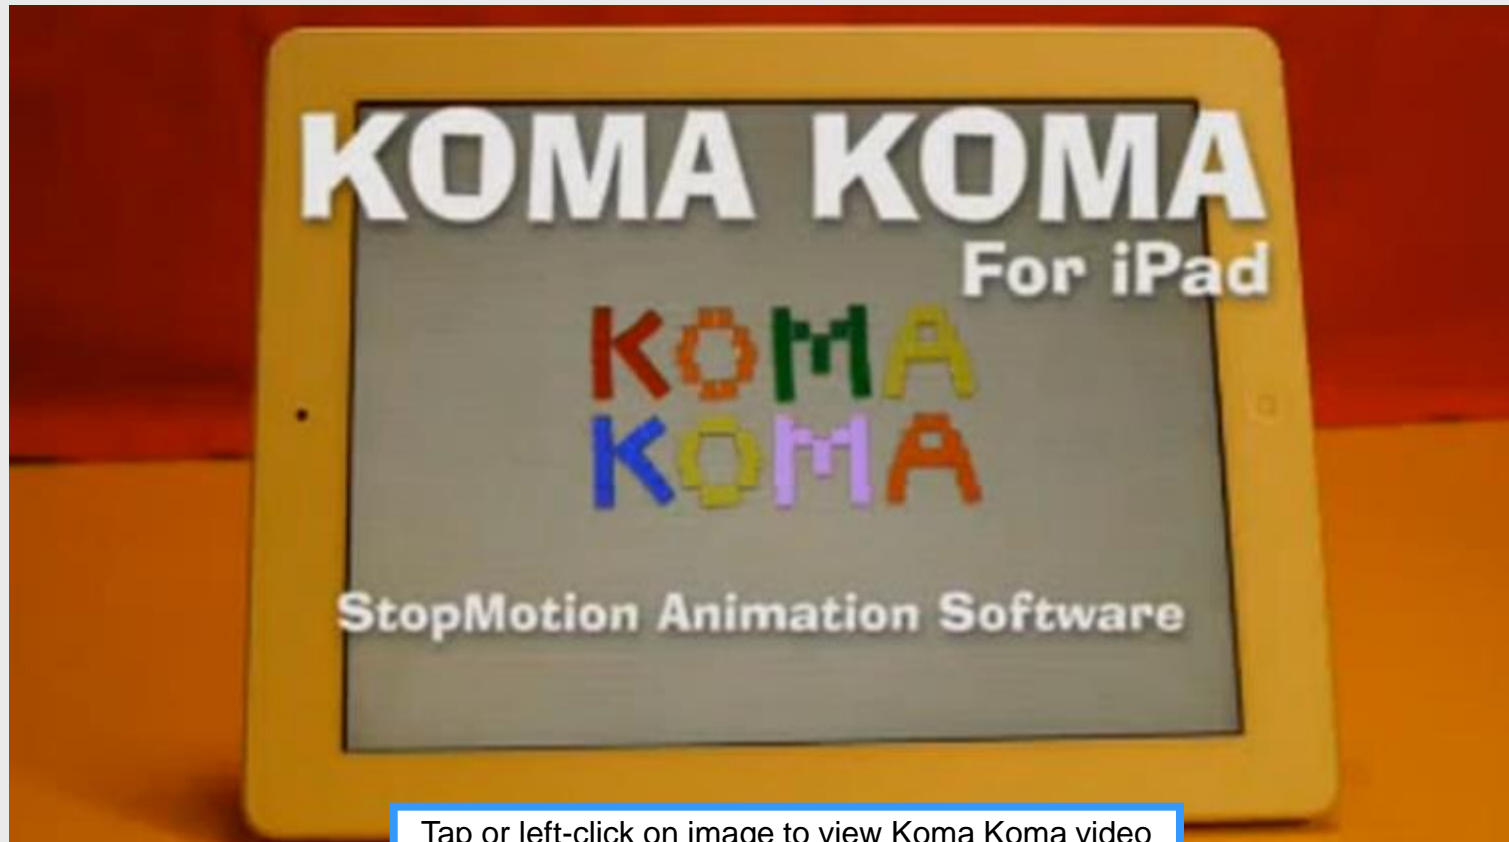 KOMA KOMA
For iPad
KOMA
KOMA
StopMotion Animation Software
Tap or left-click on image to view Koma Koma video